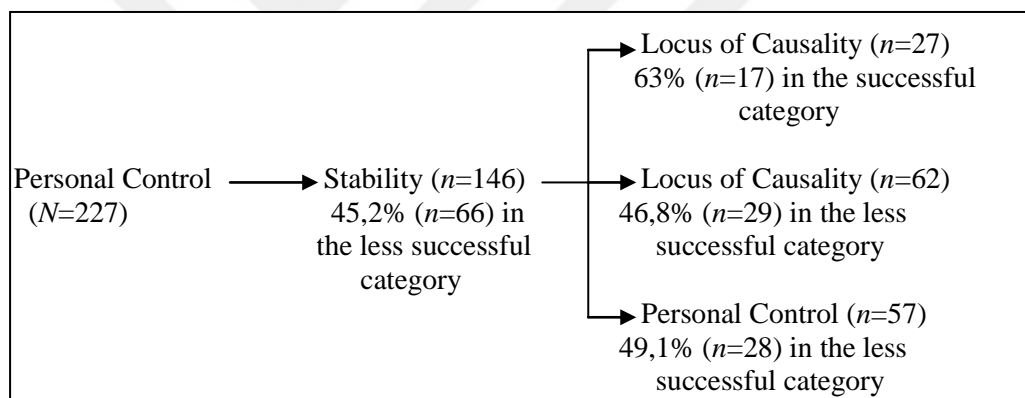 Locus of Causality (n=27)
63% (n=17) in the successful
category
Personal Control
(N=227)
Stability (n=146)
45,2% (n=66) in
the less successful
category
Locus of Causality (n=62)
46,8% (n=29) in the less
successful category
Personal Control (n=57)
49,1% (n=28) in the less
successful category